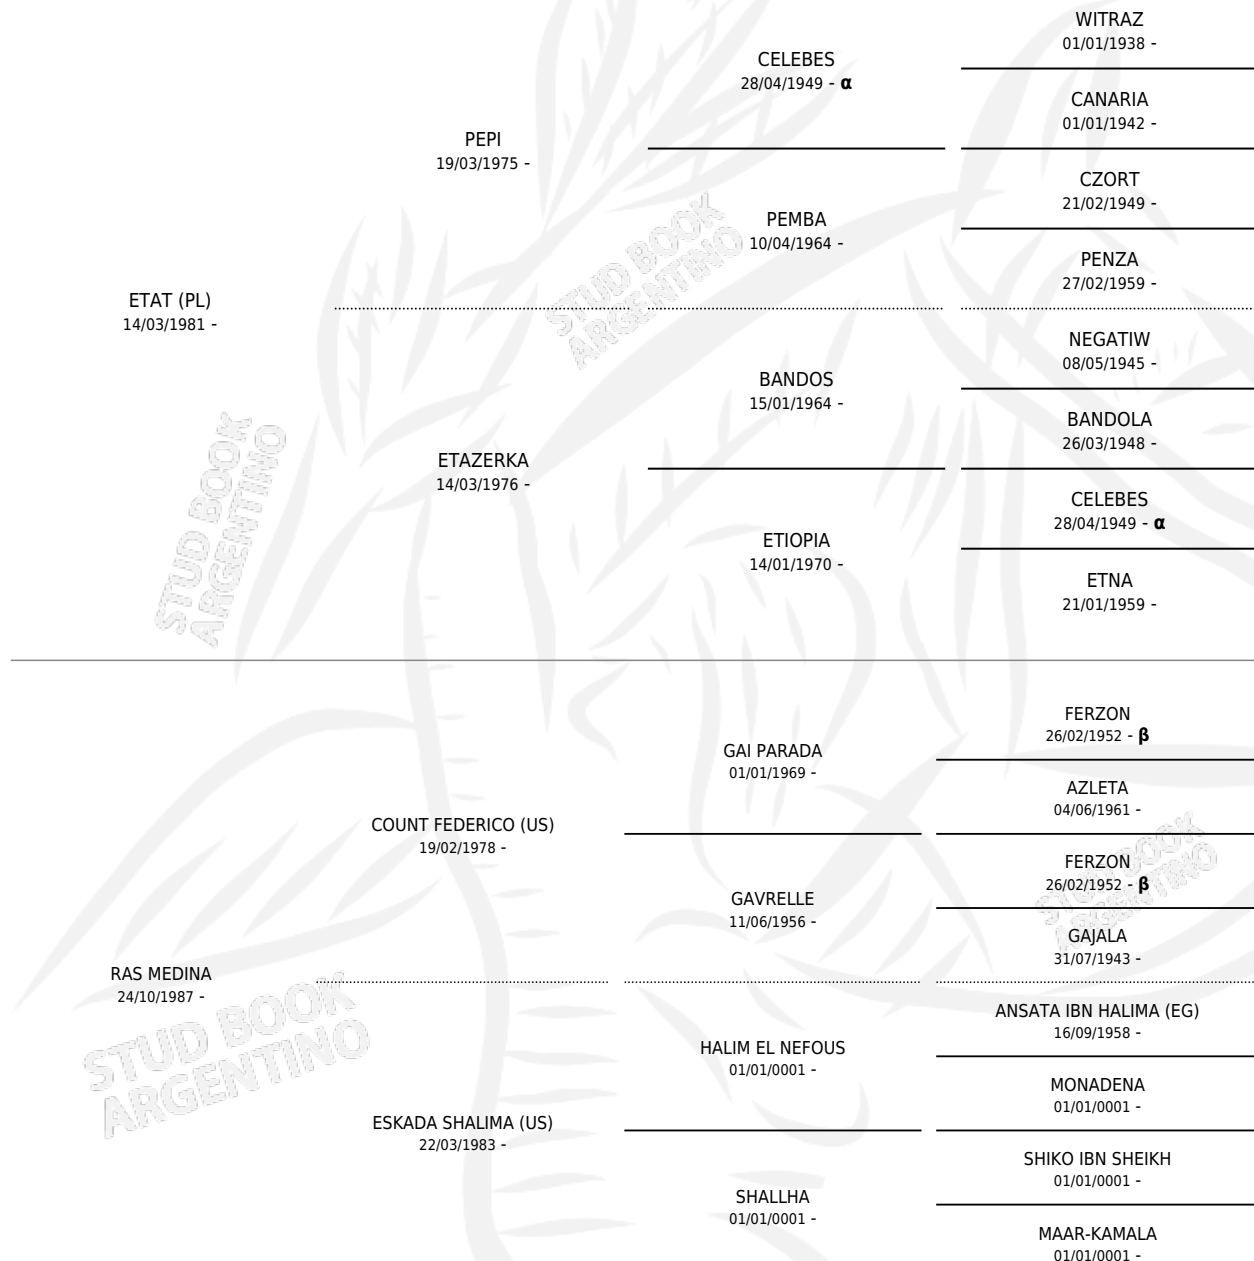 WITRAZ
01/01/1938 -
CELEBES
28/04/1949 - α
CANARIA
01/01/1942 -
PEPI
19/03/1975 -
CZORT
21/02/1949 -
PEMBA
10/04/1964 -
PENZA
27/02/1959 -
STUD BOOK
ARGENTINO
ETAT (PL)
14/03/1981 -
NEGATIW
08/05/1945 -
BANDOS
15/01/1964 -
BANDOLA
26/03/1948 -
ETAZERKA
14/03/1976 -
CELEBES
28/04/1949 - α
ETIOPIA
14/01/1970 -
ETNA
21/01/1959 -
STUD BOOK
ARGENTINO
FERZON
26/02/1952 - β
GAI PARADA
01/01/1969 -
AZLETA
04/06/1961 -
COUNT FEDERICO (US)
19/02/1978 -
FERZON
26/02/1952 - β
GAVRELLE
11/06/1956 -
GAJALA
31/07/1943 -
STUD BOOK
ARGENTINO
RAS MEDINA
24/10/1987 -
ANSATA IBN HALIMA (EG)
16/09/1958 -
HALIM EL NEFOUS
01/01/0001 -
MONADENA
01/01/0001 -
STUD BOOK
ARGENTINO
ESKADA SHALIMA (US)
22/03/1983 -
SHIKO IBN SHEIKH
01/01/0001 -
SHALLHA
01/01/0001 -
MAAR-KAMALA
01/01/0001 -